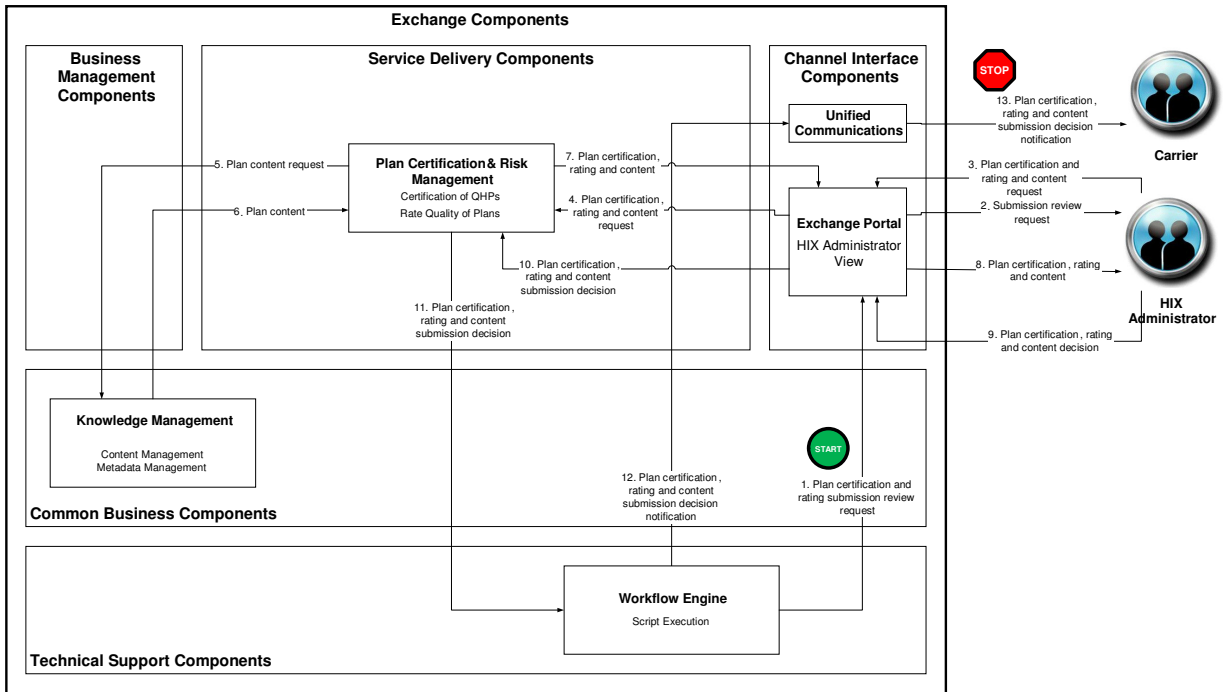 Exchange Components
Business
Management
Components
Service Delivery Components
Channel Interface
Components
STOP
Unified
Communications
13. Plan certification,
rating and content
submission decision
notification
Carrier
5. Plan content request
Plan Certification & Risk
Management
Certification of QHPs
Rate Quality of Plans
7. Plan certification,
rating and content
3. Plan certification and
rating and content
request
6. Plan content
4. Plan certification,
rating and content
request
Exchange Portal
HIX Administrator
View
2. Submission review
request
10. Plan certification,
rating and content
submission decision
8. Plan certification, rating
and content
HIX
Administrator
11. Plan certification,
rating and content
submission decision
9. Plan certification, rating
and content decision
Knowledge Management
Content Management
Metadata Management
START
12. Plan certification,
rating and content
submission decision
notification
1. Plan certification and
rating submission review
request
Common Business Components
Workflow Engine
Script Execution
Technical Support Components